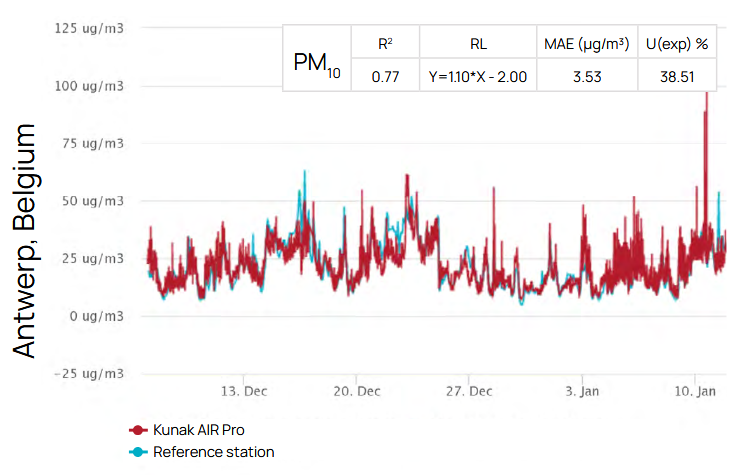 125 ug/m3
R² RL MAE (µg/m³) U(exp) %
PM10 0.77 Y=1.10*X - 2.00 3.53 38.51
100 ug/m3
75 ug/m3
50 ug/m3
25 ug/m3
0 ug/m3
-25 ug/m3
Antwerp, Belgium
13. Dec 20. Dec 27. Dec 3. Jan 10. Jan
Kunak AIR Pro
Reference station